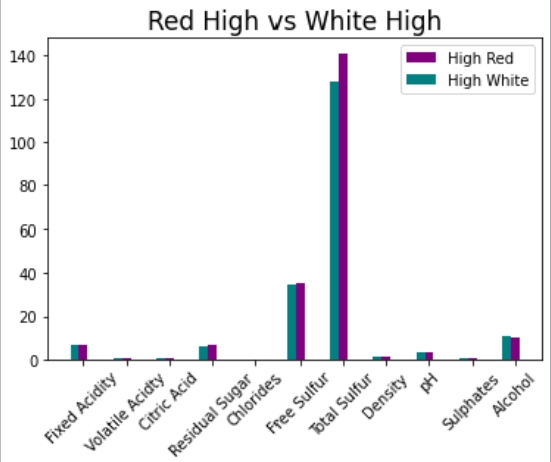 Red High vs White High
High Red
High White
140
120
100
80
60
40
20
0
Fixed Acidity
Volatile Acidty
Citric Acid
Residual Sugar
Chlorides
Free Sulfur
Total Sulfur
Density
pH
Sulphates
Alcohol